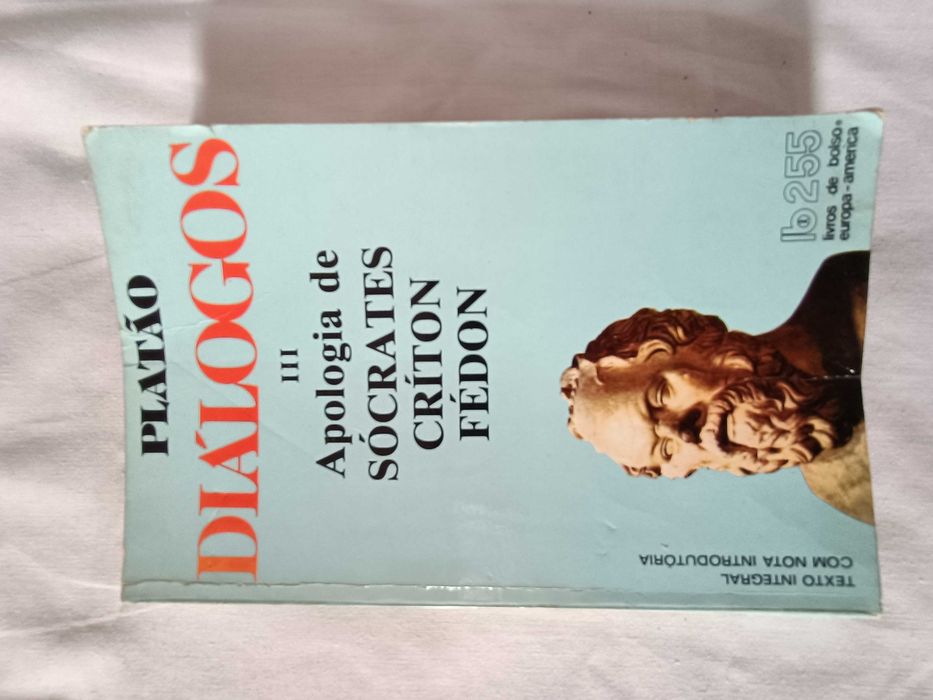 PLATÃO
DIÁLOGOS
III
Apologia de
SÓCRATES
CRÍTON
FÉDON
TEXTO INTEGRAL
COM NOTA INTRODUTÓRIA
lb 255
livros de bolso
europa-america